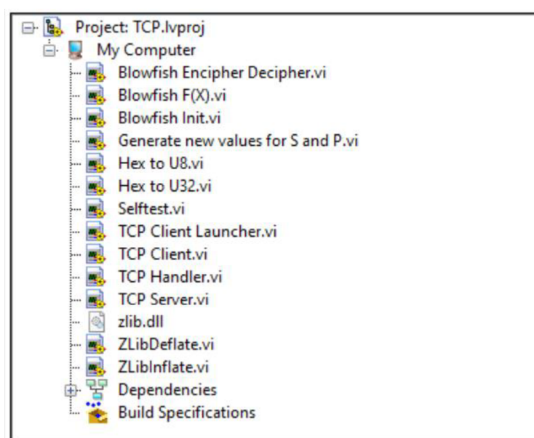 Project: TCP.lvproj
My Computer
Blowfish Encipher Decipher.vi
Blowfish F(X).vi
Blowfish Init.vi
Generate new values for S and P.vi
Hex to U8.vi
Hex to U32.vi
Selftest.vi
TCP Client Launcher.vi
TCP Client.vi
TCP Handler.vi
TCP Server.vi
zlib.dll
ZLibDeflate.vi
ZLibInflate.vi
Dependencies
Build Specifications